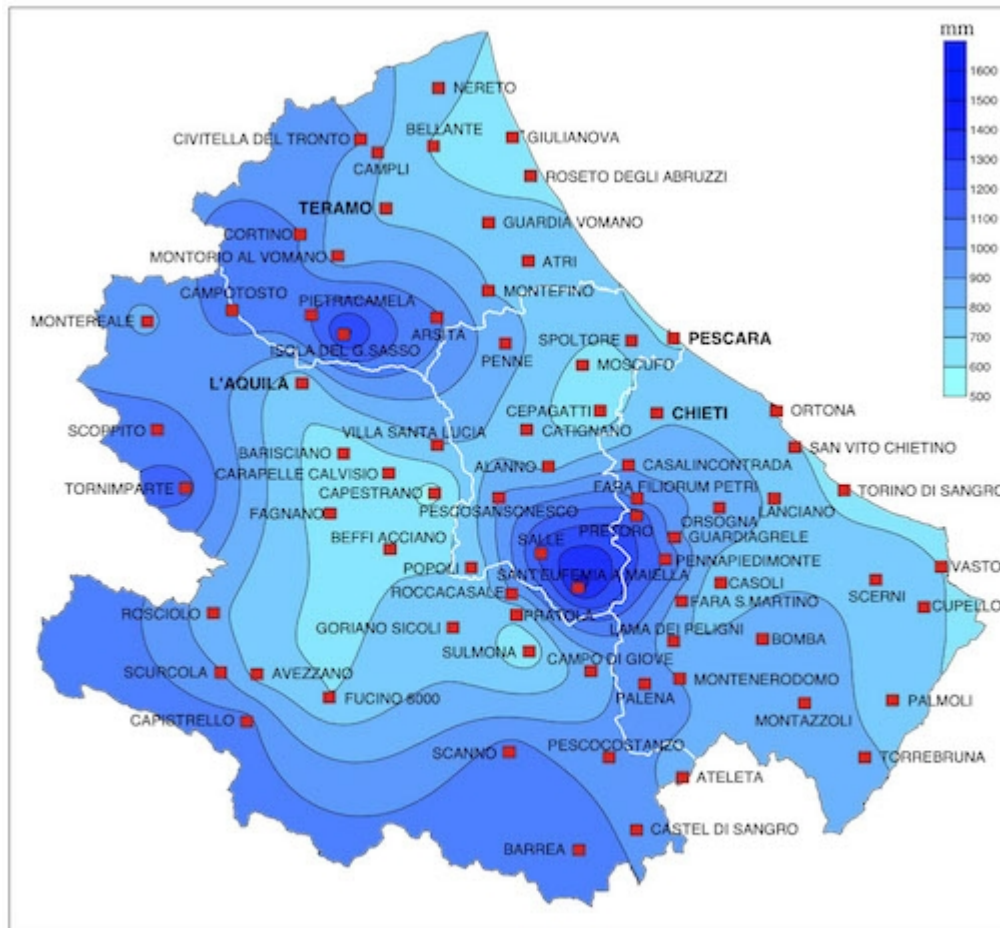 mm
1600
1500
1400
1300
1200
1100
1000
900
800
700
600
500
NERETO
BELLANTE
GIULIANOVA
CIVITELLA DEL TRONTO
CAMPLI
ROSETO DEGLI ABRUZZI
TERAMO
GUARDIA VOMANO
CORTINO
MONTORIO AL VOMANO
ATRI
CAMPOTOSTO
PIETRACAMELA
MONTEFINO
MONTEREALE
ARSITA
ISOLA DEL G.SASSO
PENNE
SPOLTORE
PESCARA
MOSCUFO
L'AQUILA
CEPAGATTI
CHIETI
ORTONA
SCOPPITO
VILLA SANTA LUCIA
CATIGNANO
SAN VITO CHIETINO
BARISCIANO
CARAPELLE CALVISIO
ALANNO
CASALINCONTRADA
TORNIMPARTE
CAPESTRANO
FARA FILIORUM PETRI
TORINO DI SANGRO
FAGNANO
PESCOSANSONESCO
ORSOGNA
LANCIANO
PRETORO
BEFFI ACCIANO
SALLE
GUARDIAGRELE
POPOLI
SANT'EUFEMIA A MAIELLA
PENNAPIEDIMONTE
VASTO
ROCCACASALE
CASOLI
SCERNI
ROSCIOLO
PRATOLA
FARA S.MARTINO
CUPELLO
GORIANO SICOLI
LAMA DEI PELIGNI
BOMBA
SULMONA
CAMPO DI GIOVE
SCURCOLA
AVEZZANO
MONTENERODOMO
FUCINO 8000
PALENA
MONTAZZOLI
PALMOLI
CAPISTRELLO
SCANNO
PESCOCOSTANZO
TORREBRUNA
ATELETA
CASTEL DI SANGRO
BARREA